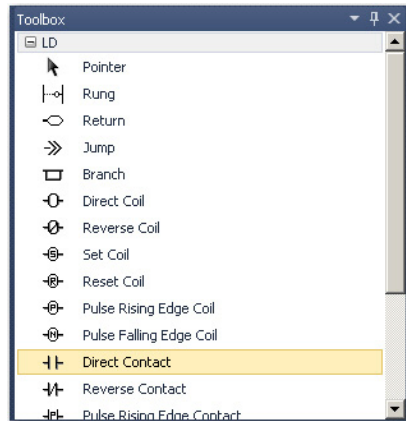 Toolbox
LD
Pointer
Rung
Return
Jump
Branch
Direct Coil
Reverse Coil
S Set Coil
R Reset Coil
P Pulse Rising Edge Coil
N Pulse Falling Edge Coil
Direct Contact
Reverse Contact
P Pulse Rising Edge Contact